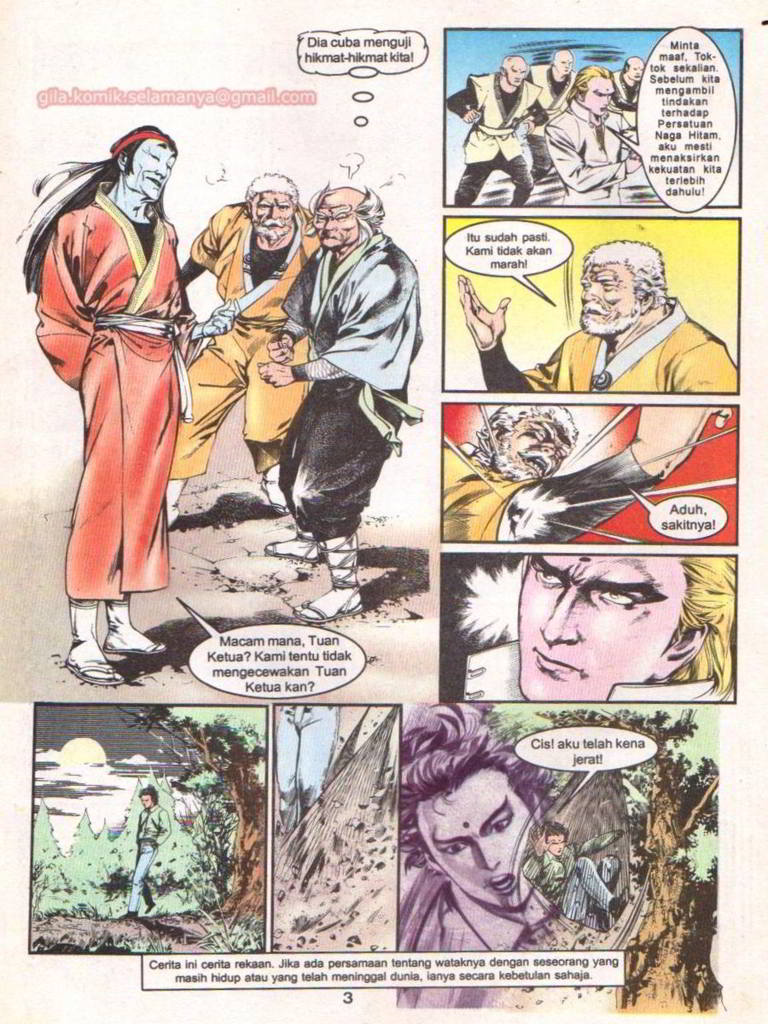 Dia cuba menguji
hikmat-hikmat kita!
gila.komik.selamanya@gmail.com
Minta
maaf, Tok-
tok sekalian.
Sebelum kita
mengambil
tindakan
terhadap
Persatuan
Naga Hitam,
aku mesti
menaksirkan
kekuatan kita
terlebih
dahulu!
Itu sudah pasti.
Kami tidak akan
marah!
Aduh,
sakitnya!
Macam mana, Tuan
Ketua? Kami tentu tidak
mengecewakan Tuan
Ketua kan?
Cis! aku telah kena
jerat!
Cerita ini cerita rekaan. Jika ada persamaan tentang wataknya dengan seseorang yang
masih hidup atau yang telah meninggal dunia, ianya secara kebetulan sahaja.
3